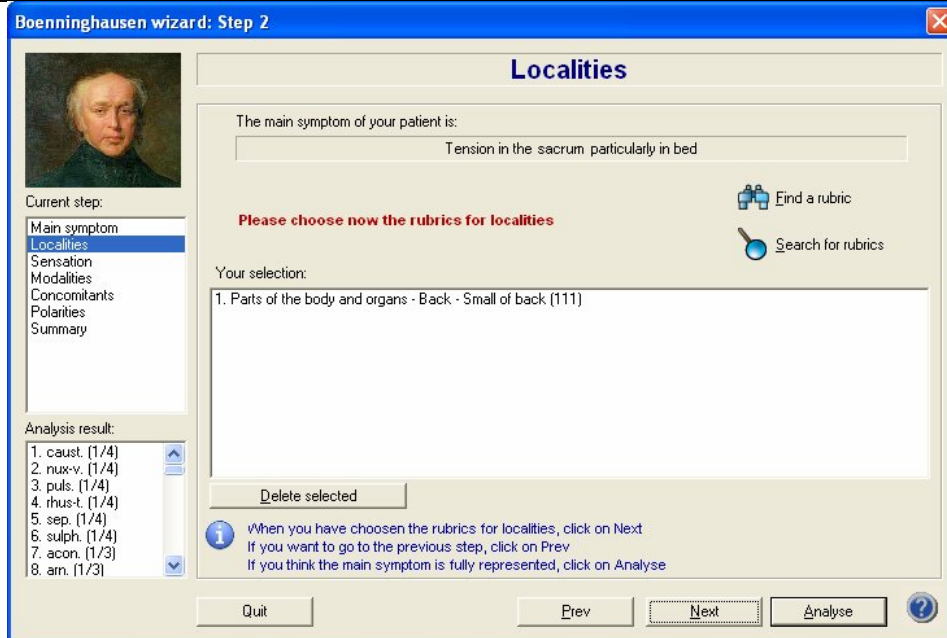 Boenninghausen wizard: Step 2
Localities
The main symptom of your patient is:
Tension in the sacrum particularly in bed
Find a rubric
Please choose now the rubrics for localities
Search for rubrics
Current step:
Main symptom
Localities
Sensation
Modalities
Concomitants
Polarities
Summary
Your selection:
1. Parts of the body and organs - Back - Small of back (111)
Analysis result:
1. caust. (1/4)
2. nux-v. (1/4)
3. puls. (1/4)
4. rhus-t. (1/4)
5. sep. (1/4)
6. sulph. (1/4)
7. acon. (1/3)
8. arn. (1/3)
Delete selected
When you have choosen the rubrics for localities, click on Next
If you want to go to the previous step, click on Prev
If you think the main symptom is fully represented, click on Analyse
Quit
Prev
Next
Analyse